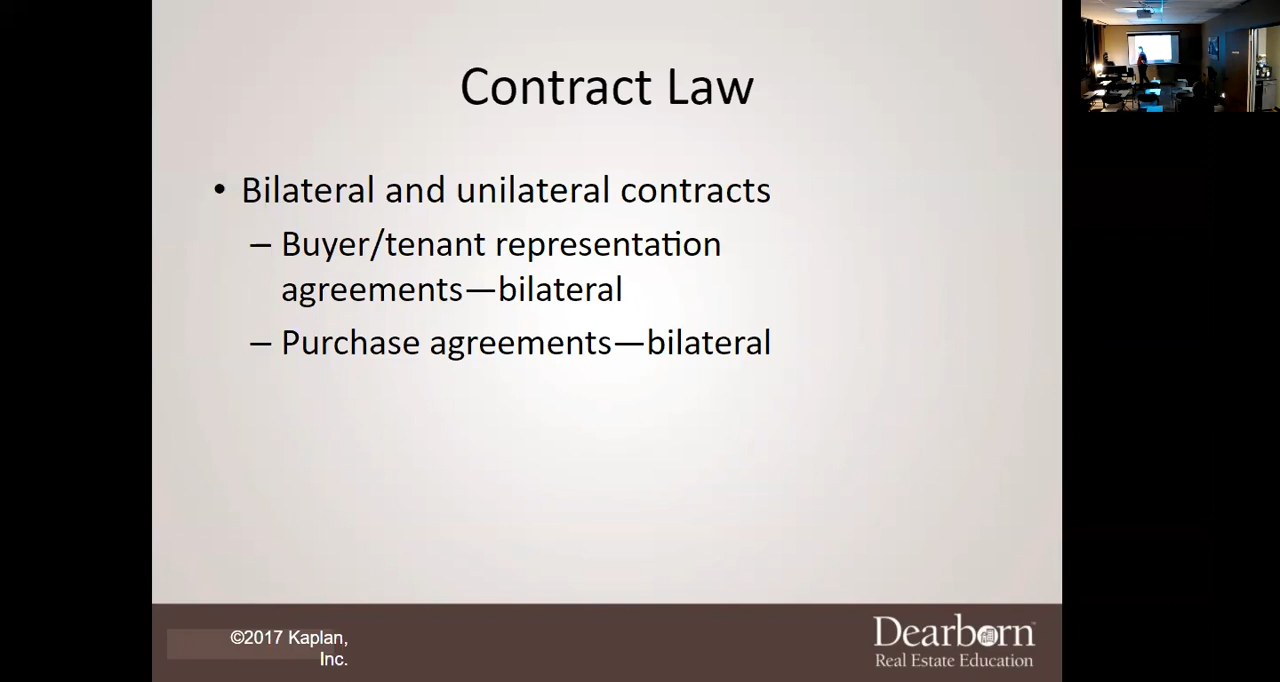 Contract Law
• Bilateral and unilateral contracts
– Buyer/tenant representation
agreements—bilateral
– Purchase agreements—bilateral
©2017 Kaplan,
Inc.
Dearborn™
Real Estate Education